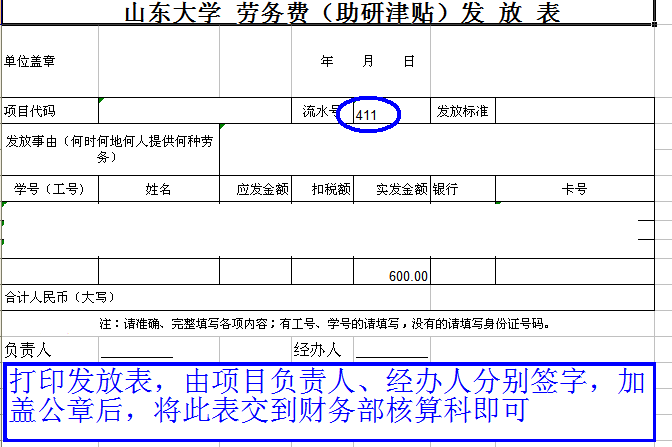 山东大学 劳务费（助研津贴）发 放 表
单位盖章 年 月 日
项目代码 流水号 411 发放标准
发放事由（何时何地何人提供何种劳
务）
学号（工号） 姓名 应发金额 扣税额 实发金额 银行 卡号
600.00
合计人民币（大写）
注：请准确、完整填写各项内容；有工号、学号的请填写，没有的请填写身份证号码。
负责人 经办人
打印发放表，由项目负责人、经办人分别签字，加
盖公章后，将此表交到财务部核算科即可